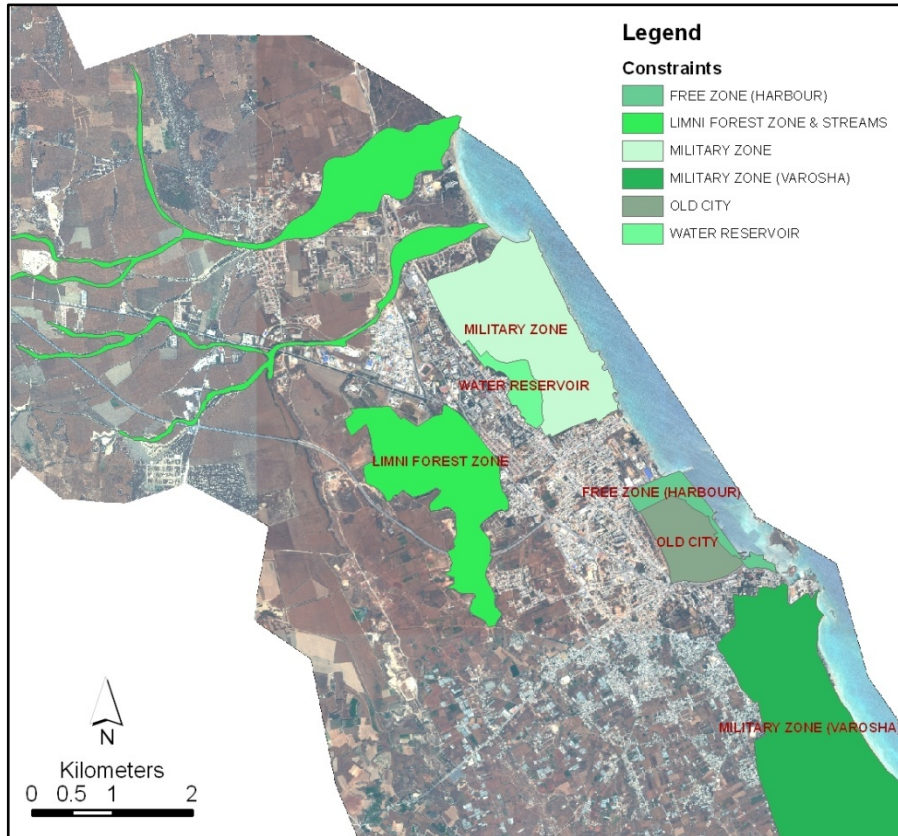 Legend
Constraints
FREE ZONE (HARBOUR)
LIMNI FOREST ZONE & STREAMS
MILITARY ZONE
MILITARY ZONE (VAROSHA)
OLD CITY
WATER RESERVOIR
MILITARY ZONE
WATER RESERVOIR
LIMNI FOREST ZONE
FREE ZONE (HARBOUR)
OLD CITY
MILITARY ZONE (VAROSHA
N
Kilometers
0 0.5 1 2